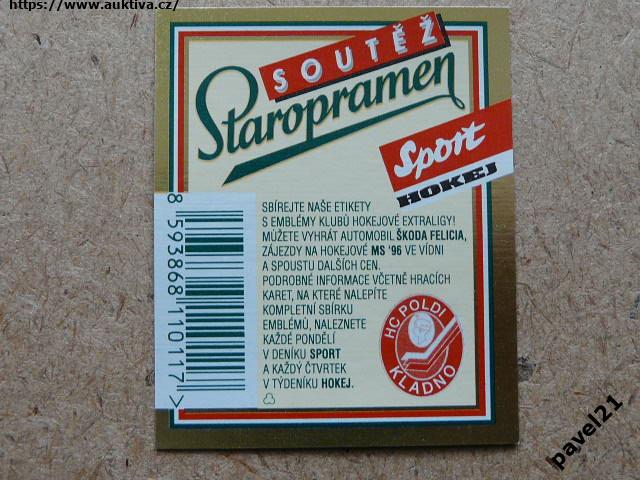 https://www.auktiva.cz/
SOUTĚŽ
Staropramen
Sport
HOKEJ
SBÍREJTE NAŠE ETIKETY
S EMBLÉMY KLUBŮ HOKEJOVÉ EXTRALIGY!
MŮŽETE VYHRÁT AUTOMOBIL ŠKODA FELICIA,
ZÁJEZDY NA HOKEJOVÉ MS '96 VE VÍDNI
A SPOUSTU DALŠÍCH CEN.
PODROBNÉ INFORMACE VČETNĚ HRACÍCH
KARET, NA KTERÉ NALEPÍTE
KOMPLETNÍ SBÍRKU
EMBLÉMŮ, NALEZNETE
KAŽDÉ PONDĚLÍ
V DENÍKU SPORT
A KAŽDÝ ČTVRTEK
V TÝDENÍKU HOKEJ.
HC POLDI
KLADNO
8 593868 110117 >
pavel21